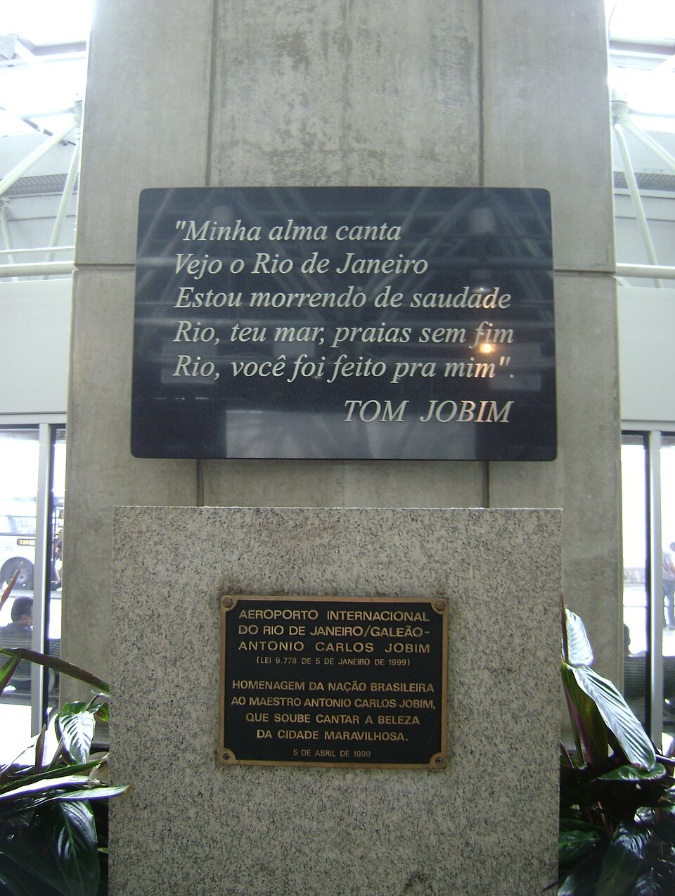 "Minha alma canta
Vejo o Rio de Janeiro
Estou morrendo de saudade
Rio, teu mar, praias sem fim
Rio, você foi feito pra mim".
TOM JOBIM
AEROPORTO INTERNACIONAL
DO RIO DE JANEIRO/GALEÃO-
ANTONIO CARLOS JOBIM
(LEI 9.778 DE 5 DE JANEIRO DE 1999)
HOMENAGEM DA NAÇÃO BRASILEIRA
AO MAESTRO ANTONIO CARLOS JOBIM,
QUE SOUBE CANTAR A BELEZA
DA CIDADE MARAVILHOSA.
5 DE ABRIL DE 1999